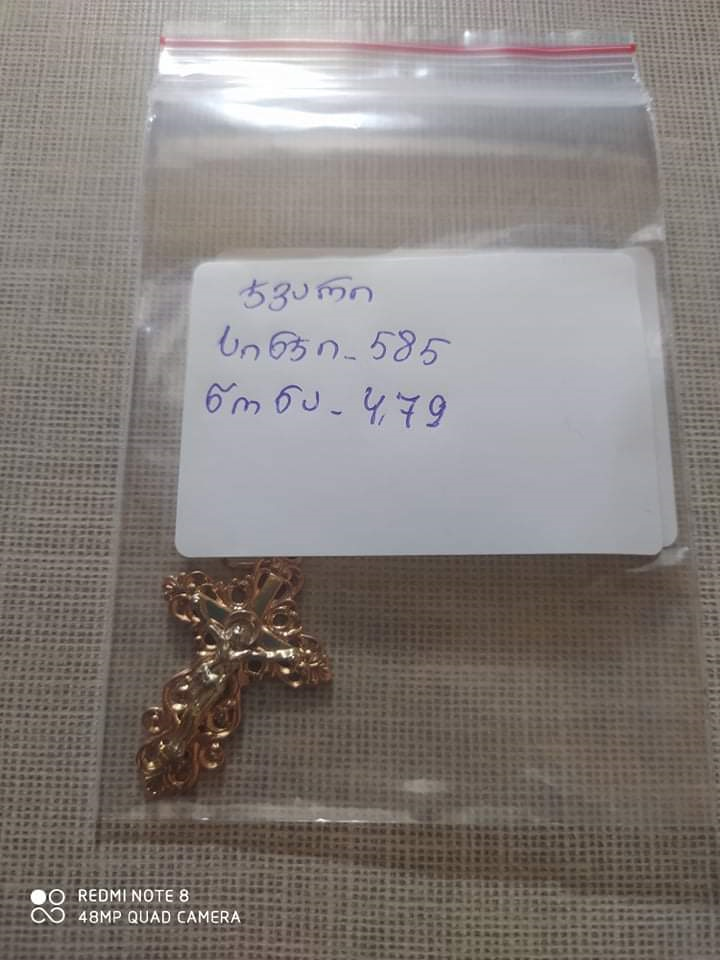 ჯვარი
სინჯი - 585
წონა - 4,79
REDMI NOTE 8
48MP QUAD CAMERA